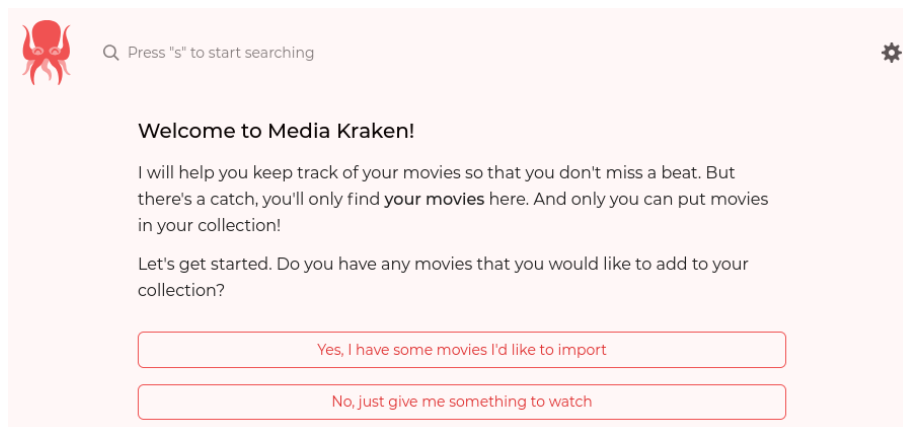 Press "s" to start searching
Welcome to Media Kraken!
I will help you keep track of your movies so that you don't miss a beat. But
there's a catch, you'll only find your movies here. And only you can put movies
in your collection!
Let's get started. Do you have any movies that you would like to add to your
collection?
Yes, I have some movies I'd like to import
No, just give me something to watch